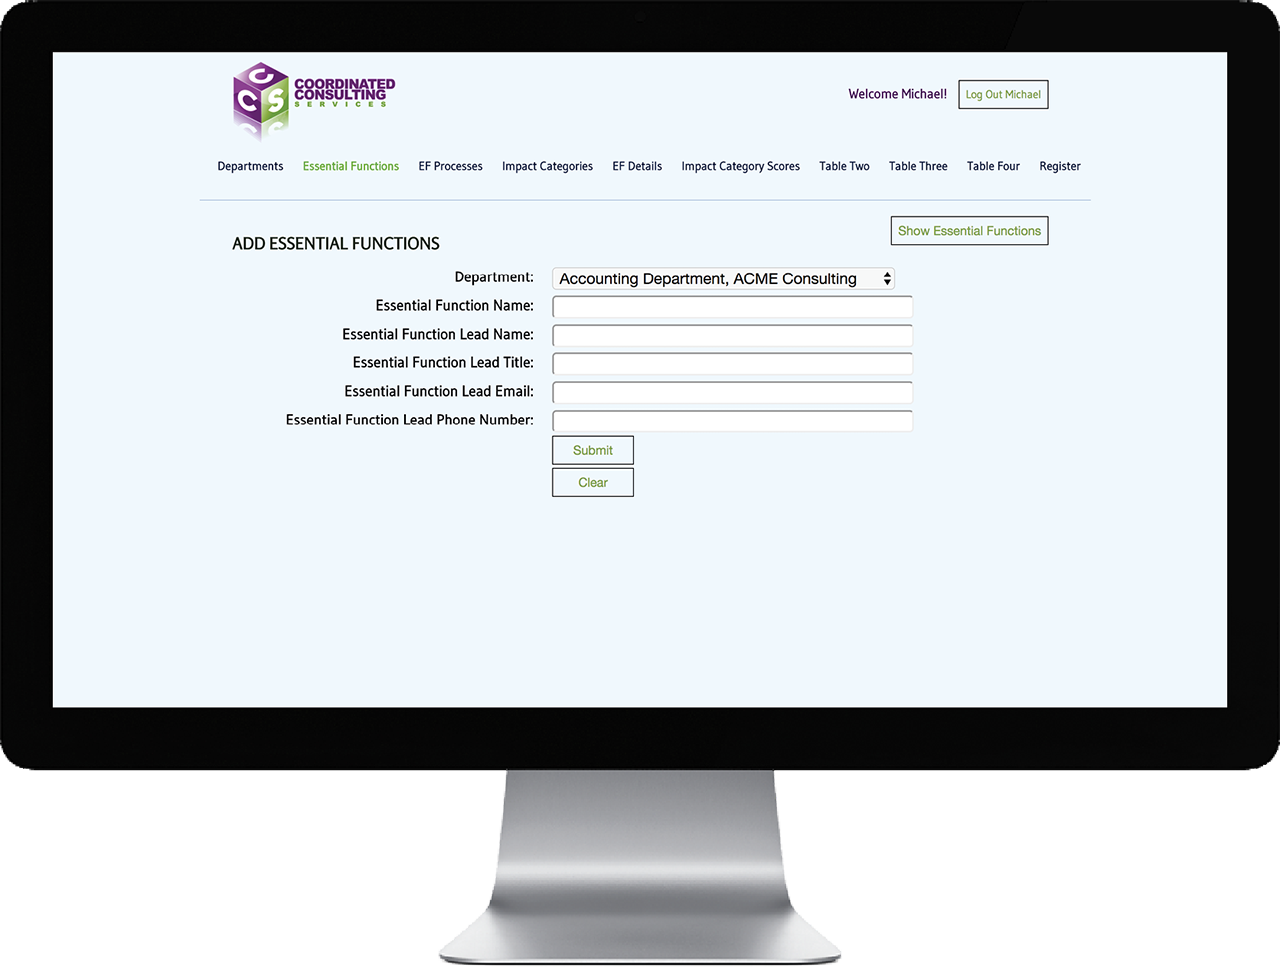 C
C S
COORDINATED
CONSULTING
SERVICES
Welcome Michael!
Log Out Michael
Departments Essential Functions EF Processes Impact Categories EF Details Impact Category Scores Table Two Table Three Table Four Register
Show Essential Functions
ADD ESSENTIAL FUNCTIONS
Department: Accounting Department, ACME Consulting
Essential Function Name:
Essential Function Lead Name:
Essential Function Lead Title:
Essential Function Lead Email:
Essential Function Lead Phone Number:
Submit
Clear